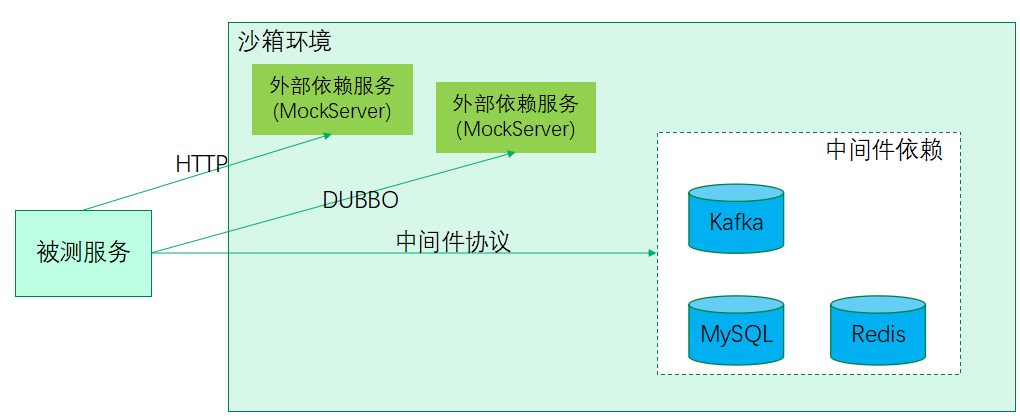 沙箱环境
外部依赖服务
(MockServer)
外部依赖服务
(MockServer)
中间件依赖
HTTP
DUBBO
Kafka
被测服务
中间件协议
MySQL
Redis